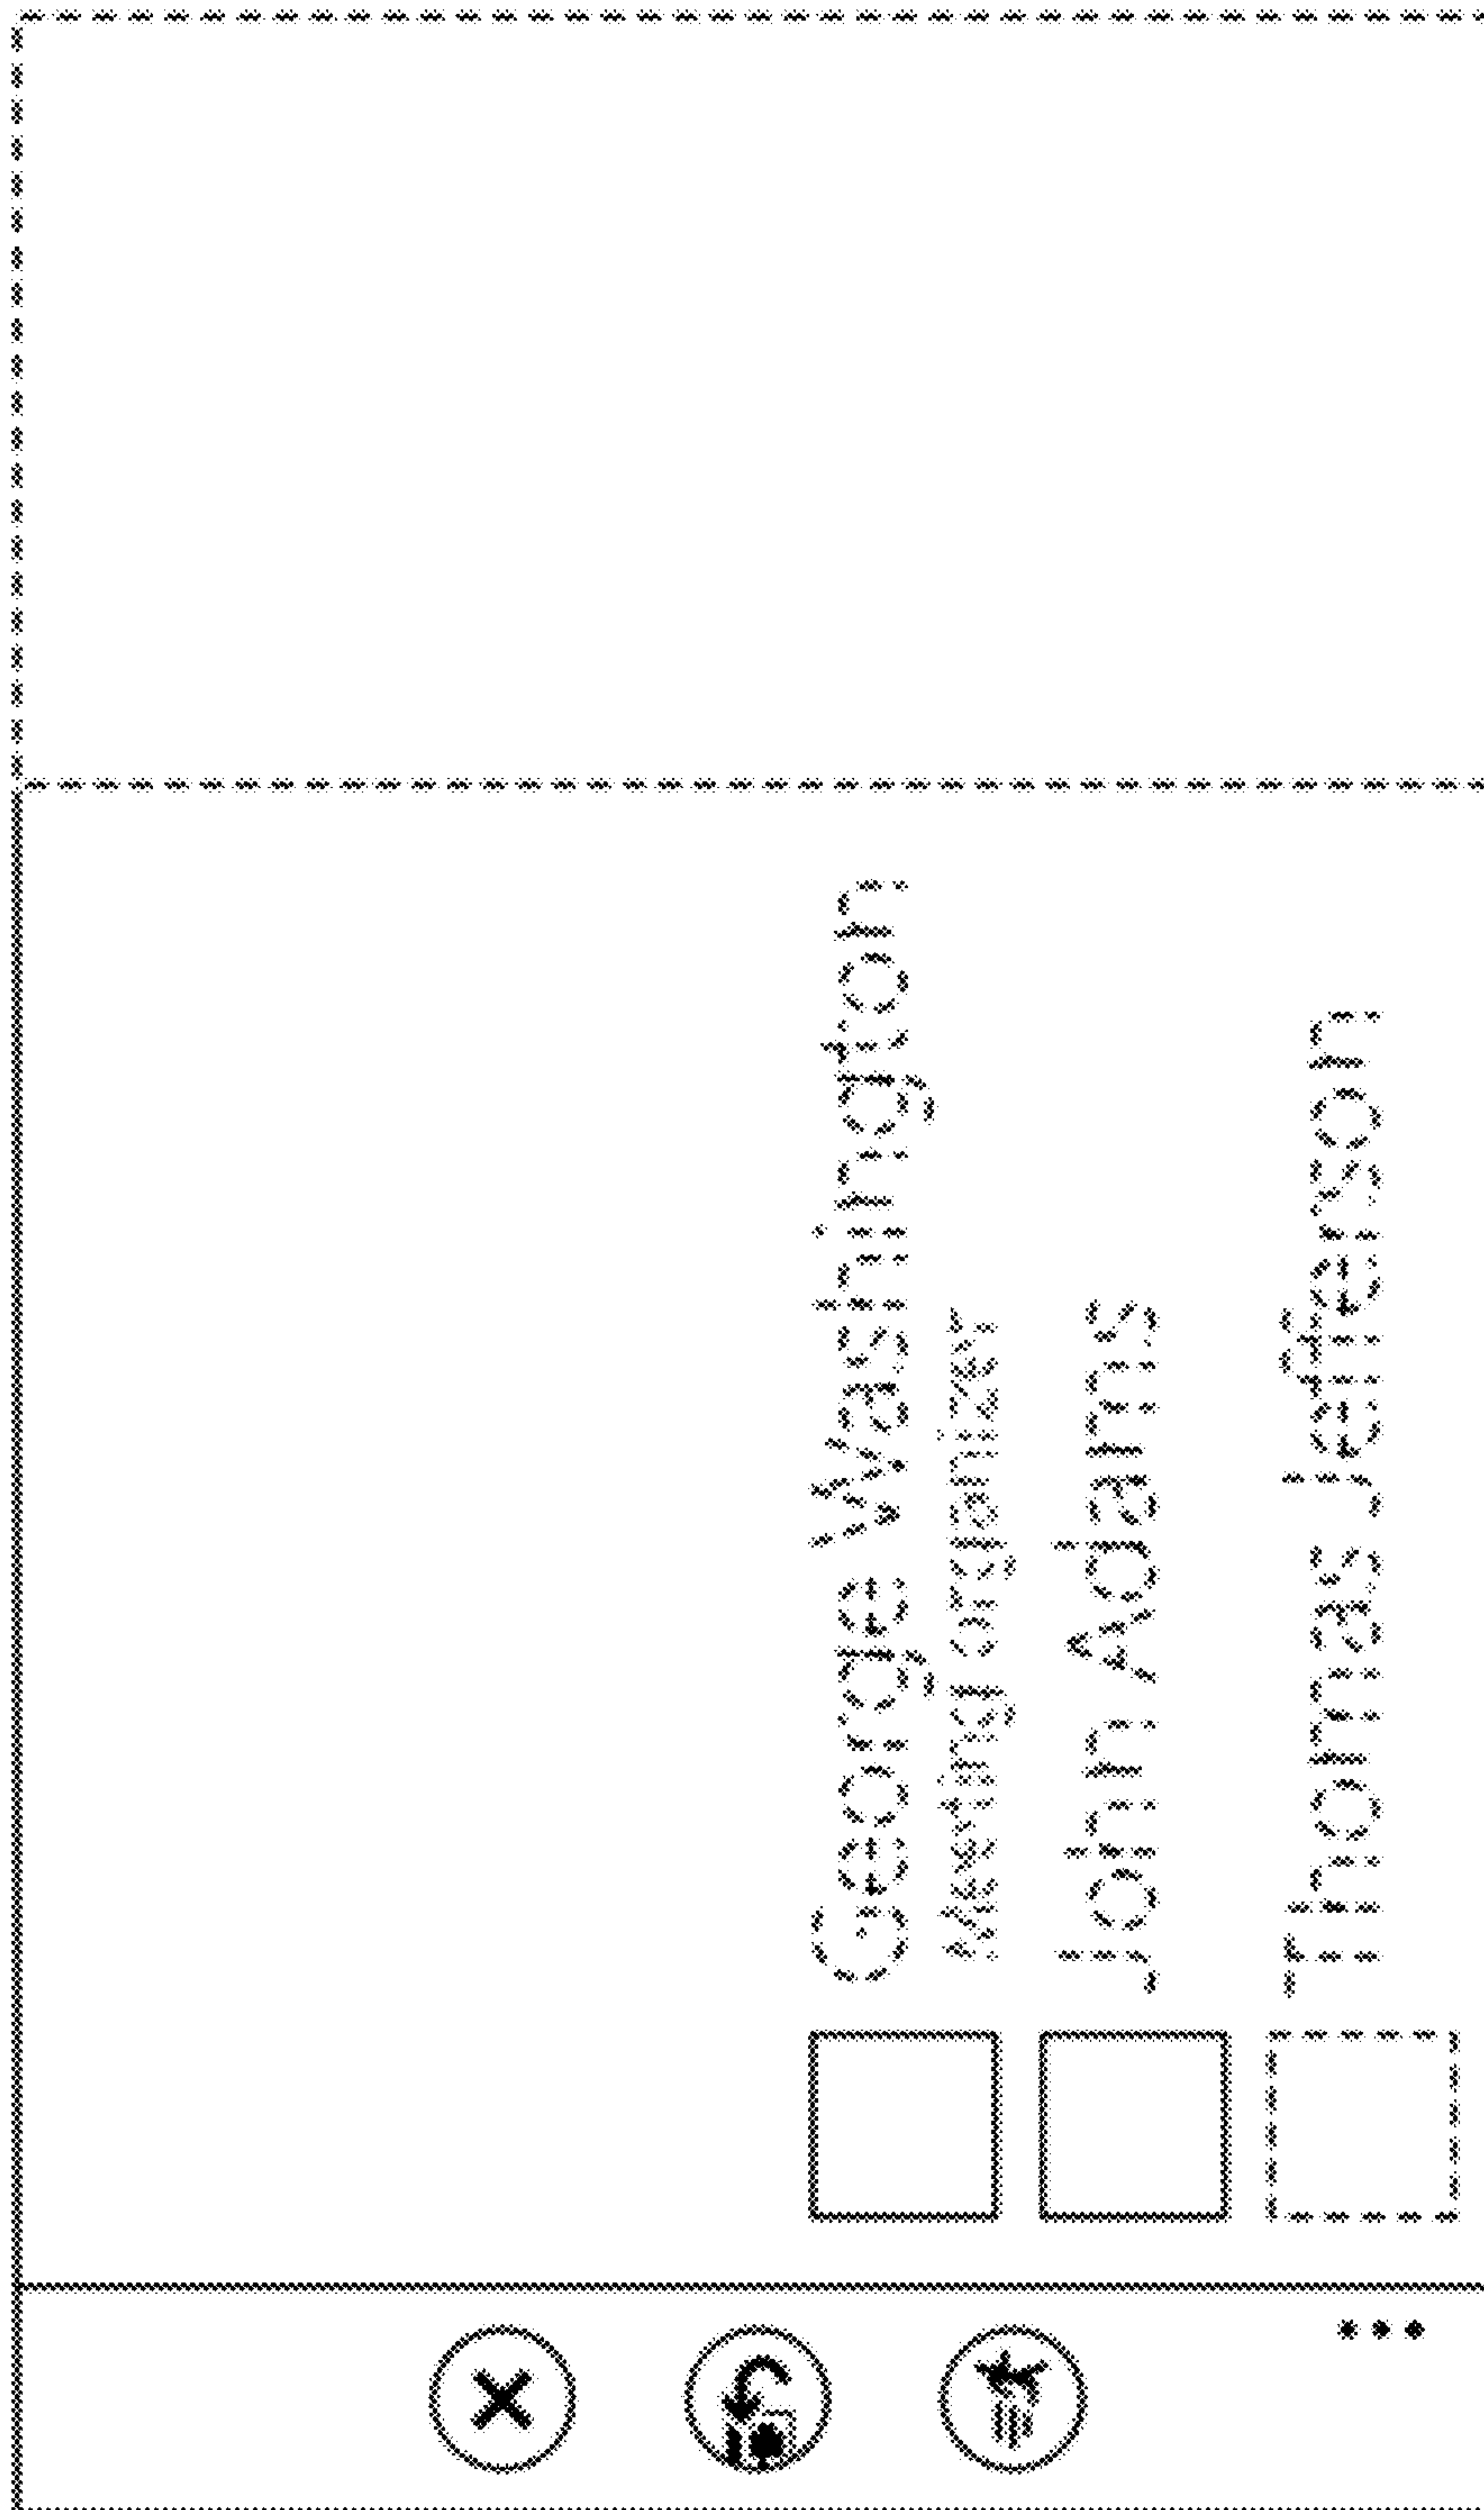 George Washington
Meeting organizer
John Adams
Thomas Jefferson